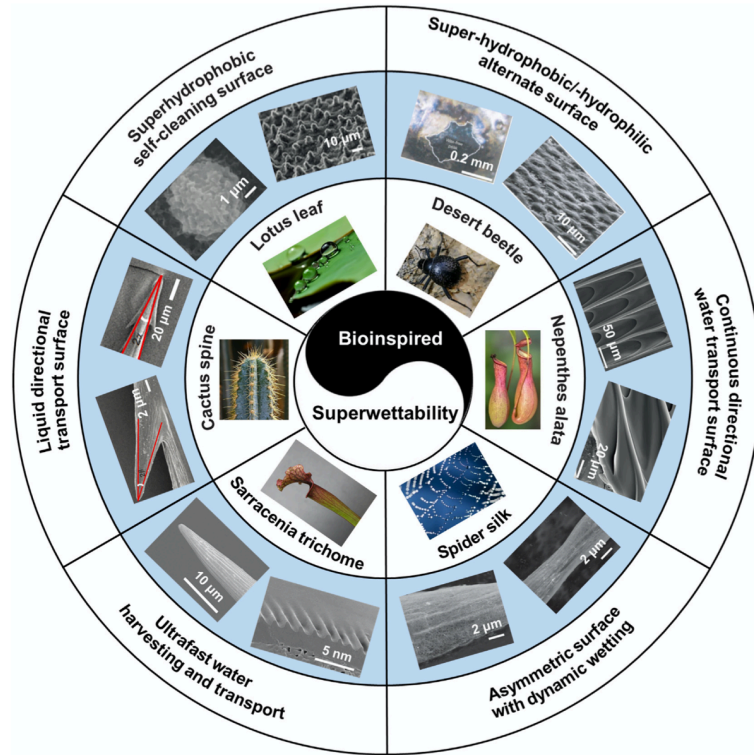 Superhydrophobic
self-cleaning surface
Super-hydrophobic/-hydrophilic
alternate surface
Continuous directional
water transport surface
Asymmetric surface
with dynamic wetting
Ultrafast water
harvesting and transport
Liquid directional
transport surface
1 μm
10 μm
0.2 mm
10 μm
50 μm
20 μm
2 μm
2 μm
5 nm
10 μm
2 μm
20 μm
Lotus leaf
Desert beetle
Nepenthes alata
Spider silk
Sarracenia trichome
Cactus spine
Bioinspired
Superwettability